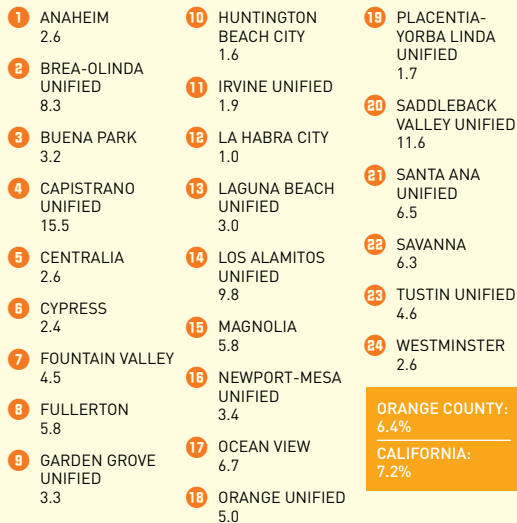 1 ANAHEIM
2.6
2 BREA-OLINDA
UNIFIED
8.3
3 BUENA PARK
3.2
4 CAPISTRANO
UNIFIED
15.5
5 CENTRALIA
2.6
6 CYPRESS
2.4
7 FOUNTAIN VALLEY
4.5
8 FULLERTON
5.8
9 GARDEN GROVE
UNIFIED
3.3
10 HUNTINGTON
BEACH CITY
1.6
11 IRVINE UNIFIED
1.9
12 LA HABRA CITY
1.0
13 LAGUNA BEACH
UNIFIED
3.0
14 LOS ALAMITOS
UNIFIED
9.8
15 MAGNOLIA
5.8
16 NEWPORT-MESA
UNIFIED
3.4
17 OCEAN VIEW
6.7
18 ORANGE UNIFIED
5.0
19 PLACENTIA-
YORBA LINDA
UNIFIED
1.7
20 SADDLEBACK
VALLEY UNIFIED
11.6
21 SANTA ANA
UNIFIED
6.5
22 SAVANNA
6.3
23 TUSTIN UNIFIED
4.6
24 WESTMINSTER
2.6
ORANGE COUNTY:
6.4%
CALIFORNIA:
7.2%